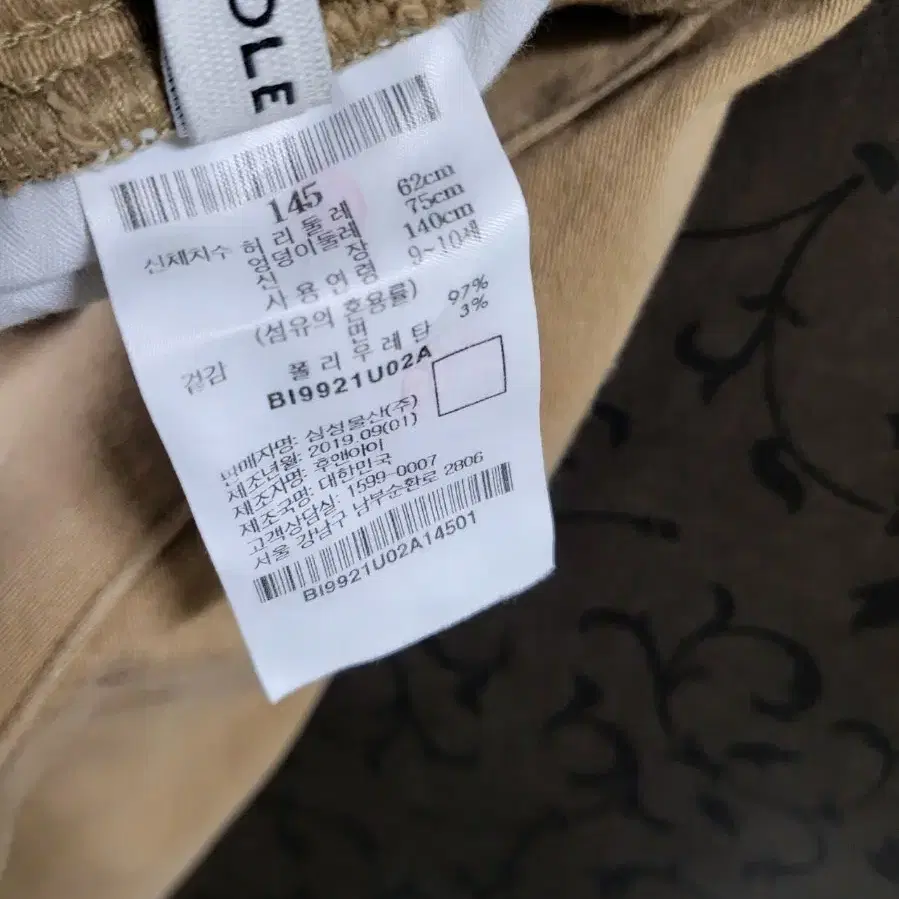 OLE
145
신체치수 허리둘레 62cm
엉덩이둘레 75cm
신장 140cm
사용연령 9~10세
(섬유의 혼용률)
겉감 면 97%
폴리우레탄 3%
BI9921U02A
판매자명: 삼성물산(주)
제조년월: 2019.09(01)
제조자명: 후앤아이
제조국명: 대한민국
고객상담실: 1599-0007
서울 강남구 남부순환로 2806
BI9921U02A14501